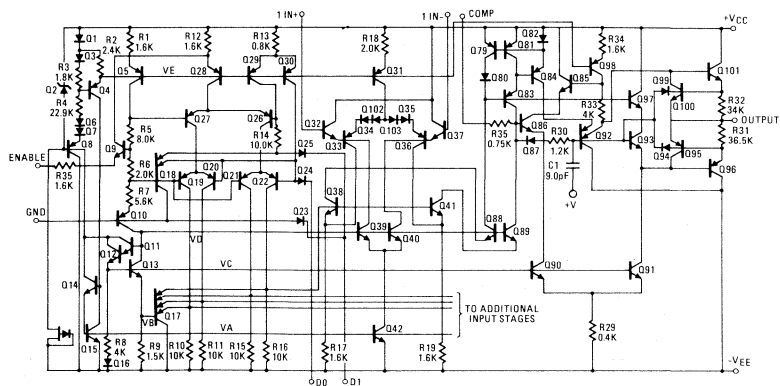 1 IN+
1 IN-
COMP
+VCC
Q1
R2
2.4K
R1
1.6K
R12
1.6K
R13
0.8K
Q29
Q30
R18
2.0K
Q79
Q82
Q81
R34
1.6K
Q98
Q3
R3
1.8K
Q2
Q4
Q5
VE
Q28
Q31
Q80
Q84
Q85
Q101
R4
22.9K
Q6
Q7
Q8
Q102
Q35
Q103
Q34
Q32
Q33
Q36
Q37
Q83
R33
4K
Q97
Q99
Q100
R32
34K
OUTPUT
Q27
Q26
R14
10.0K
R5
8.0K
Q9
ENABLE
R35
1.6K
R6
2.0K
R7
5.6K
Q18
Q19
Q20
Q21
Q22
Q25
Q24
R35
0.75K
Q86
Q87
R30
1.2K
Q92
Q93
Q94
Q95
R31
36.5K
Q96
C1
9.0pF
+V
GND
Q10
Q23
Q38
Q41
Q88
Q89
Q11
Q12
Q13
VD
VC
Q39
Q40
Q90
Q91
Q14
Q15
VB
Q17
VA
TO ADDITIONAL
INPUT STAGES
Q42
R8
4K
Q16
R9
1.5K
R10
10K
R11
10K
R15
10K
R16
10K
R17
1.6K
R19
1.6K
R29
0.4K
-VEE
D0
D1